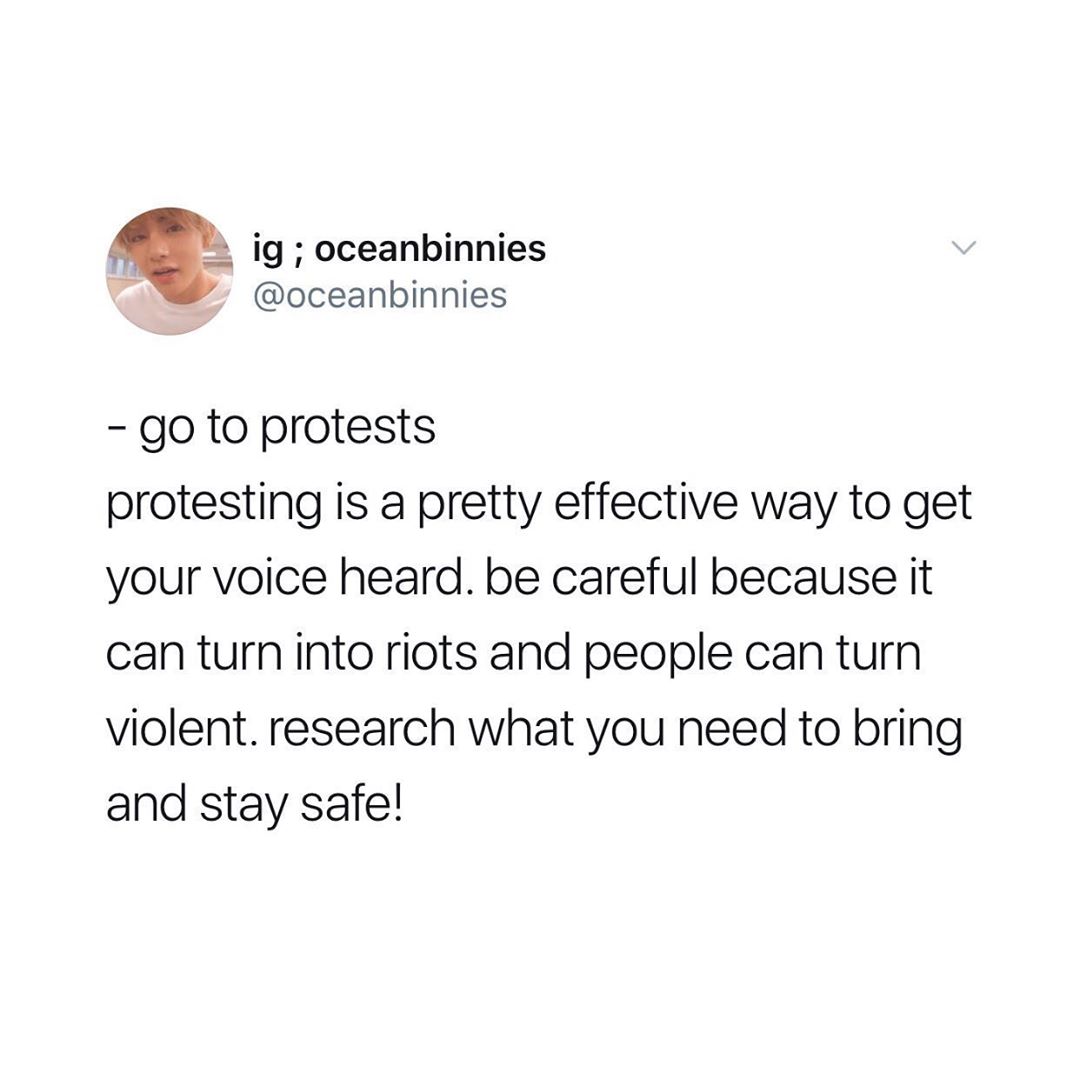 ig ; oceanbinnies
@oceanbinnies
- go to protests
protesting is a pretty effective way to get
your voice heard. be careful because it
can turn into riots and people can turn
violent. research what you need to bring
and stay safe!